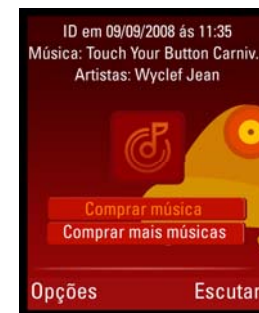 ID em 09/09/2008 ás 11:35
Música: Touch Your Button Carniv.
Artistas: Wyclef Jean
Comprar música
Comprar mais músicas
Opções Escutar